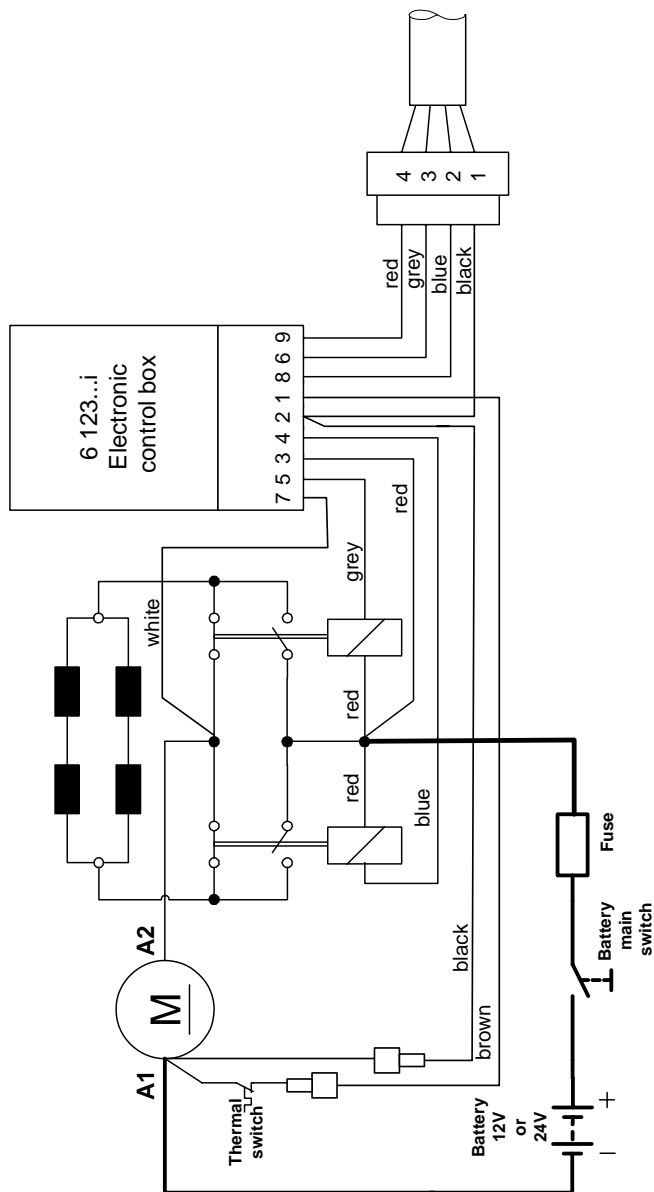 6 123...i
Electronic
control box
7 5 3 4 2 1 8 6 9
4 3 2 1
red
grey
blue
black
white
grey
red
red
red
blue
black
brown
A2
M
A1
Thermal
switch
Fuse
Battery
main
switch
Battery
12V
or
24V
+
–